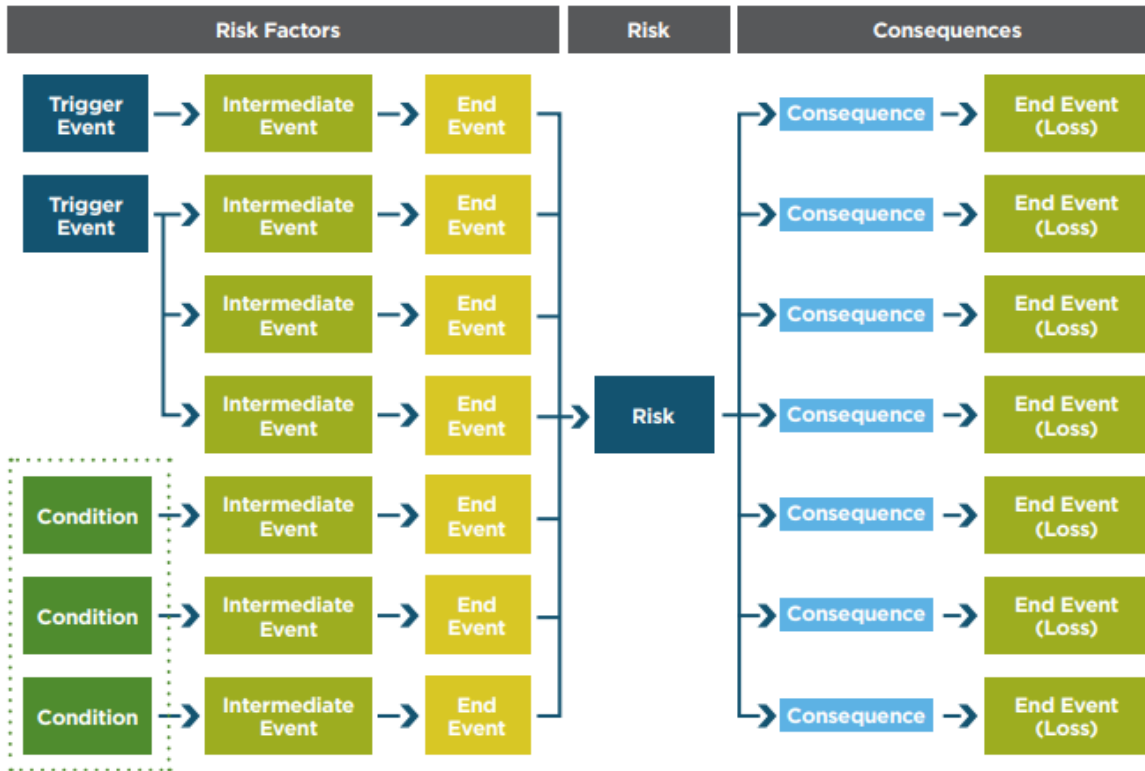 Risk Factors
Risk
Consequences
Trigger
Event
Intermediate
Event
End
Event
Consequence
End Event
(Loss)
Trigger
Event
Intermediate
Event
End
Event
Consequence
End Event
(Loss)
Intermediate
Event
End
Event
Consequence
End Event
(Loss)
Intermediate
Event
End
Event
Risk
Consequence
End Event
(Loss)
Condition
Intermediate
Event
End
Event
Consequence
End Event
(Loss)
Condition
Intermediate
Event
End
Event
Consequence
End Event
(Loss)
Condition
Intermediate
Event
End
Event
Consequence
End Event
(Loss)